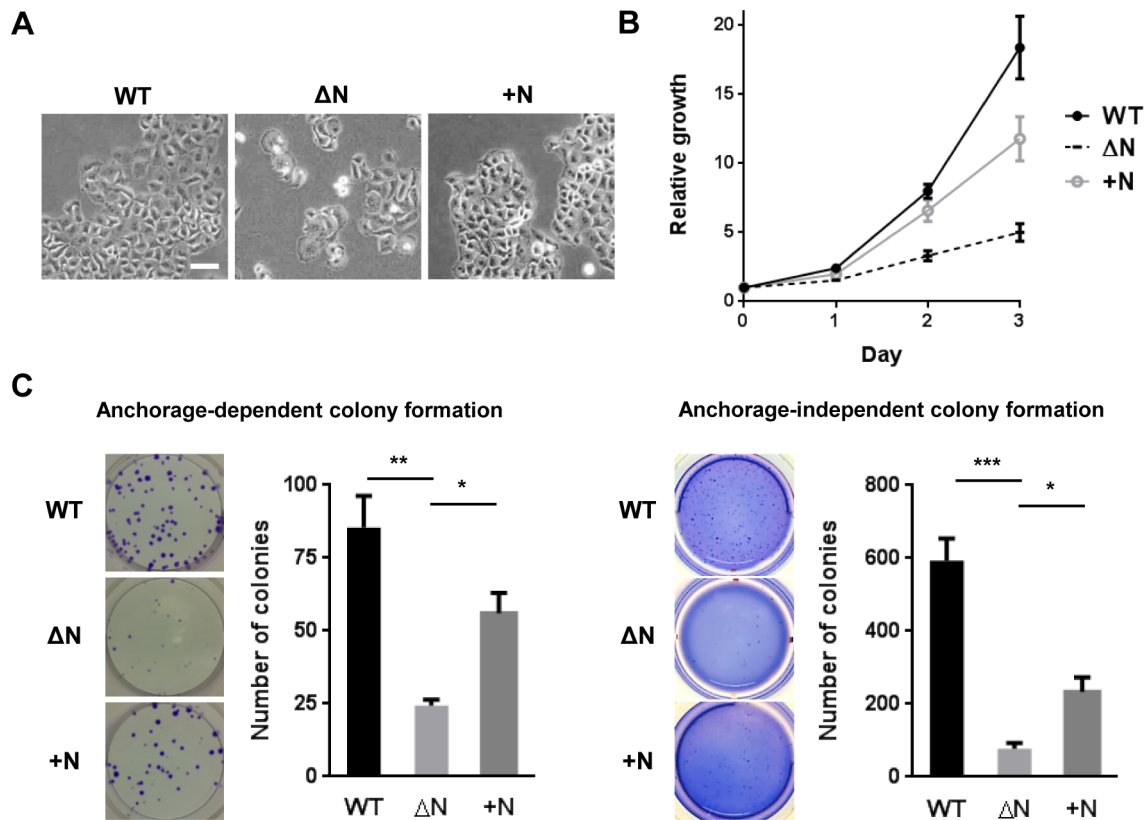 A
WT
ΔN
+N
B
Relative growth
20
15
10
5
0
0
1
2
3
Day
WT
ΔN
+N
C
Anchorage-dependent colony formation
WT
ΔN
+N
Number of colonies
100
75
50
25
0
**
*
WT
ΔN
+N
Anchorage-independent colony formation
WT
ΔN
+N
Number of colonies
800
600
400
200
0
***
*
WT
ΔN
+N